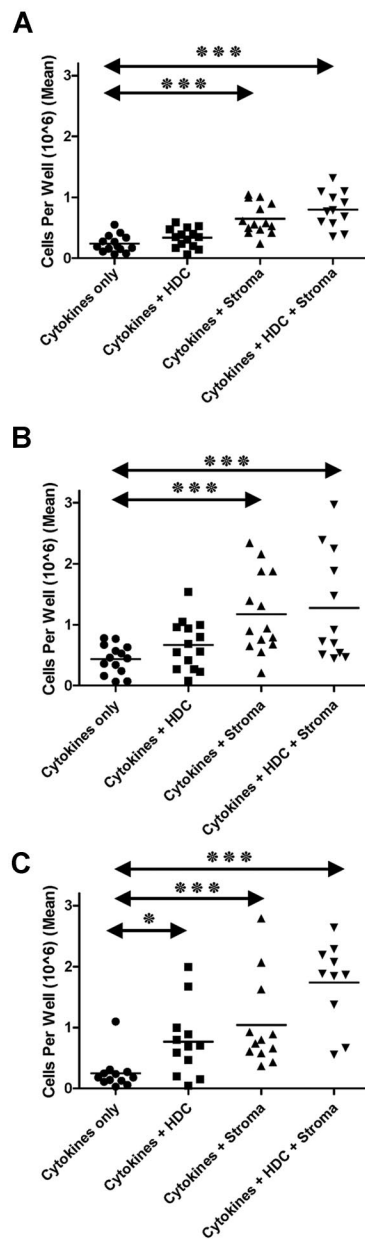 A
***
***
Cells Per Well (10^6) (Mean)
3
2
1
0
Cytokines only
Cytokines + HDC
Cytokines + Stroma
Cytokines + HDC + Stroma
B
***
***
Cells Per Well (10^6) (Mean)
3
2
1
0
Cytokines only
Cytokines + HDC
Cytokines + Stroma
Cytokines + HDC + Stroma
C
***
***
*
Cells Per Well (10^6) (Mean)
3
2
1
0
Cytokines only
Cytokines + HDC
Cytokines + Stroma
Cytokines + HDC + Stroma